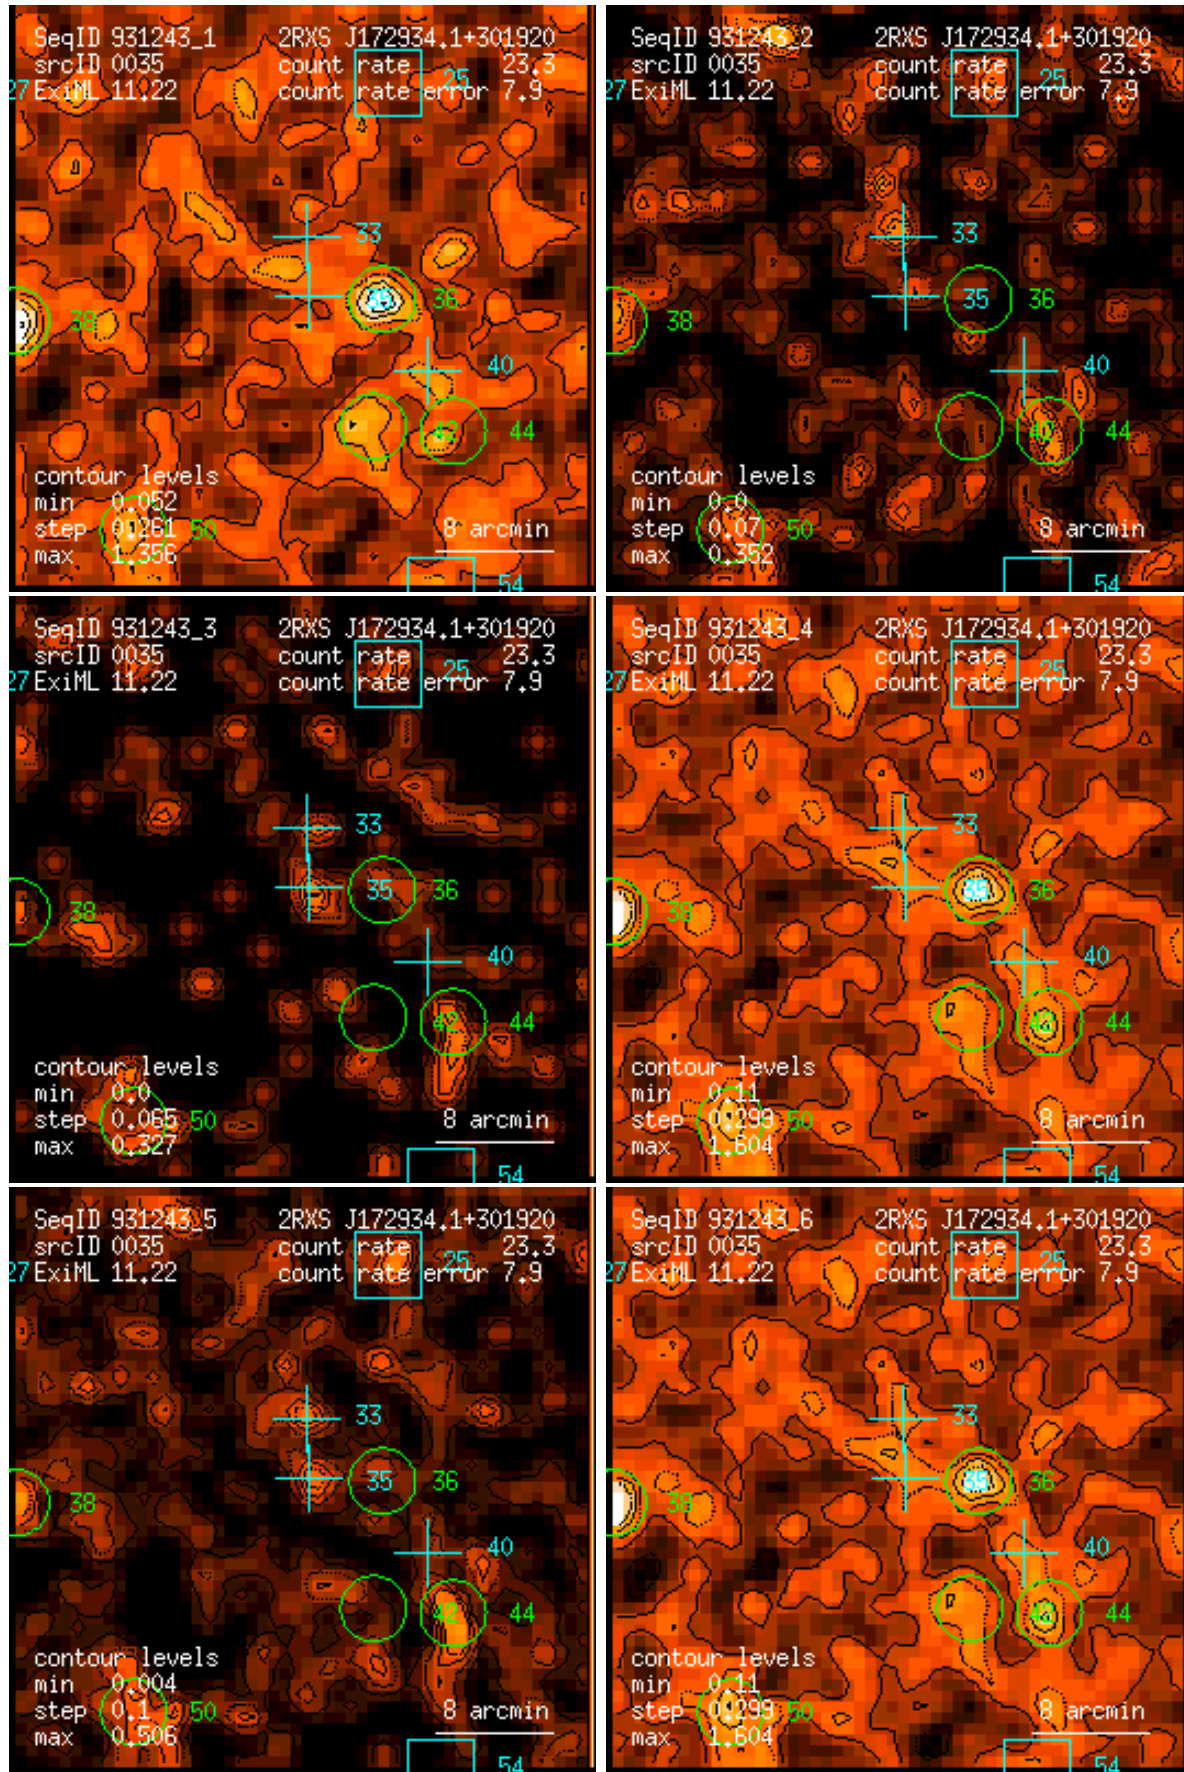 SeqID 931243_1 2RXS J172934.1+301920
srcID 0035 count rate 23.3
27 ExiML 11.22 count rate error 7.9
25
33
35 36
38
40
42 44
contour levels
min 0.052
step 0.261
max 1.356
50
8 arcmin
54
SeqID 931243_2 2RXS J172934.1+301920
srcID 0035 count rate 23.3
27 ExiML 11.22 count rate error 7.9
25
33
35 36
38
40
42 44
contour levels
min 0.0
step 0.07
max 0.352
50
8 arcmin
54
SeqID 931243_3 2RXS J172934.1+301920
srcID 0035 count rate 23.3
27 ExiML 11.22 count rate error 7.9
25
33
35 36
38
40
42 44
contour levels
min 0.0
step 0.065
max 0.327
50
8 arcmin
54
SeqID 931243_4 2RXS J172934.1+301920
srcID 0035 count rate 23.3
27 ExiML 11.22 count rate error 7.9
25
33
35 36
38
40
42 44
contour levels
min 0.11
step 0.299
max 1.604
50
8 arcmin
54
SeqID 931243_5 2RXS J172934.1+301920
srcID 0035 count rate 23.3
27 ExiML 11.22 count rate error 7.9
25
33
35 36
38
40
42 44
contour levels
min 0.004
step 0.1
max 0.506
50
8 arcmin
54
SeqID 931243_6 2RXS J172934.1+301920
srcID 0035 count rate 23.3
27 ExiML 11.22 count rate error 7.9
25
33
35 36
38
40
42 44
contour levels
min 0.11
step 0.299
max 1.604
50
8 arcmin
54